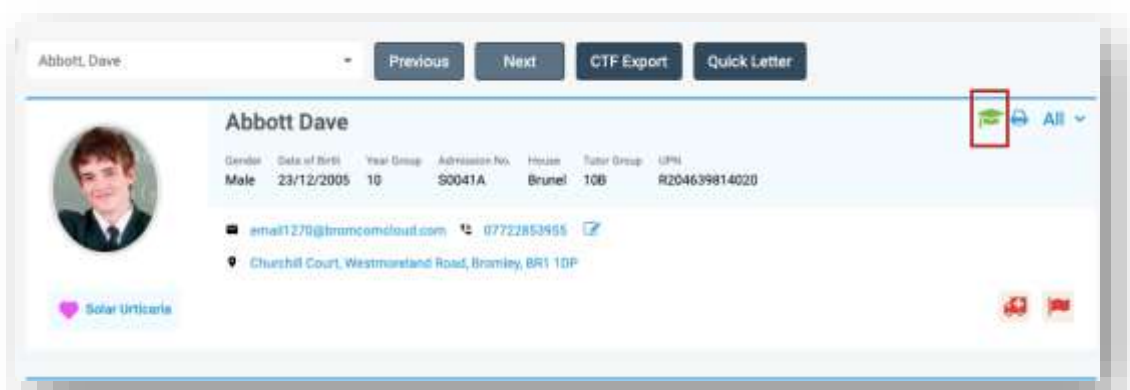 Abbott, Dave Previous Next CTF Export Quick Letter
Abbott Dave All
Gender Date of Birth Year Group Admission No. House Tutor Group UPN
Male 23/12/2005 10 S0041A Brunel 10B R204639814020
email1270@bromcomcloud.com 07722853955
Churchill Court, Westmoreland Road, Bromley, BR1 1DP
Solar Urticaria